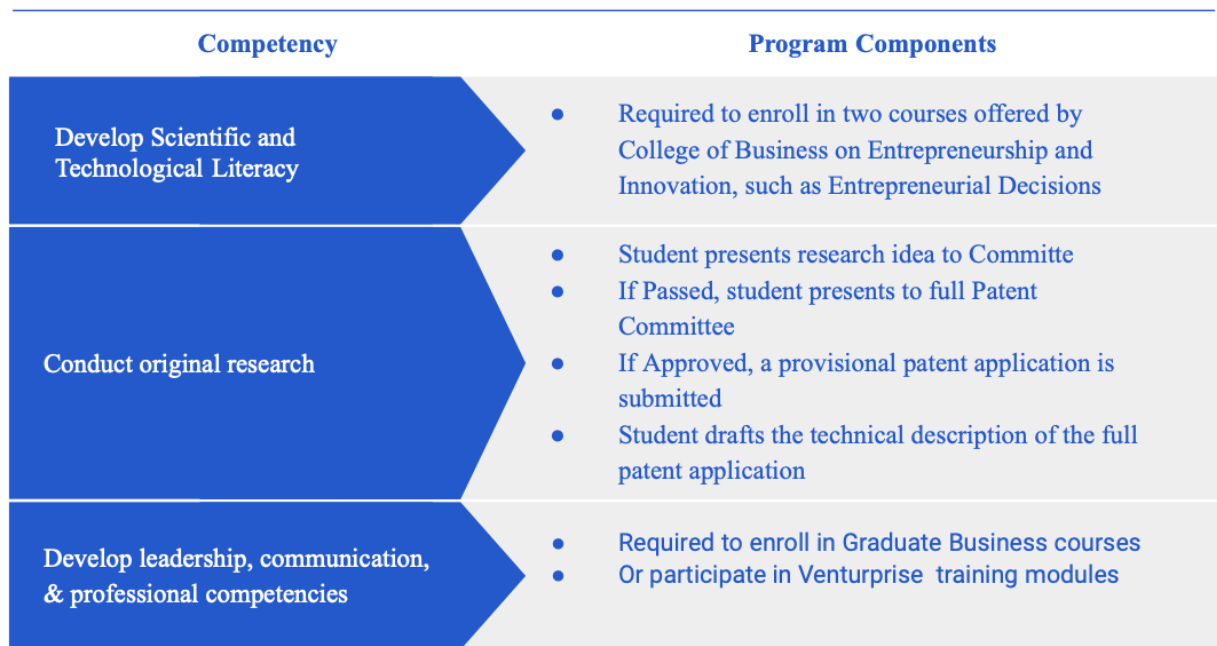 Competency
Program Components
Develop Scientific and
Technological Literacy
● Required to enroll in two courses offered by
College of Business on Entrepreneurship and
Innovation, such as Entrepreneurial Decisions
Conduct original research
● Student presents research idea to Committe
● If Passed, student presents to full Patent
Committee
● If Approved, a provisional patent application is
submitted
● Student drafts the technical description of the full
patent application
Develop leadership, communication,
& professional competencies
● Required to enroll in Graduate Business courses
● Or participate in Venturprise training modules